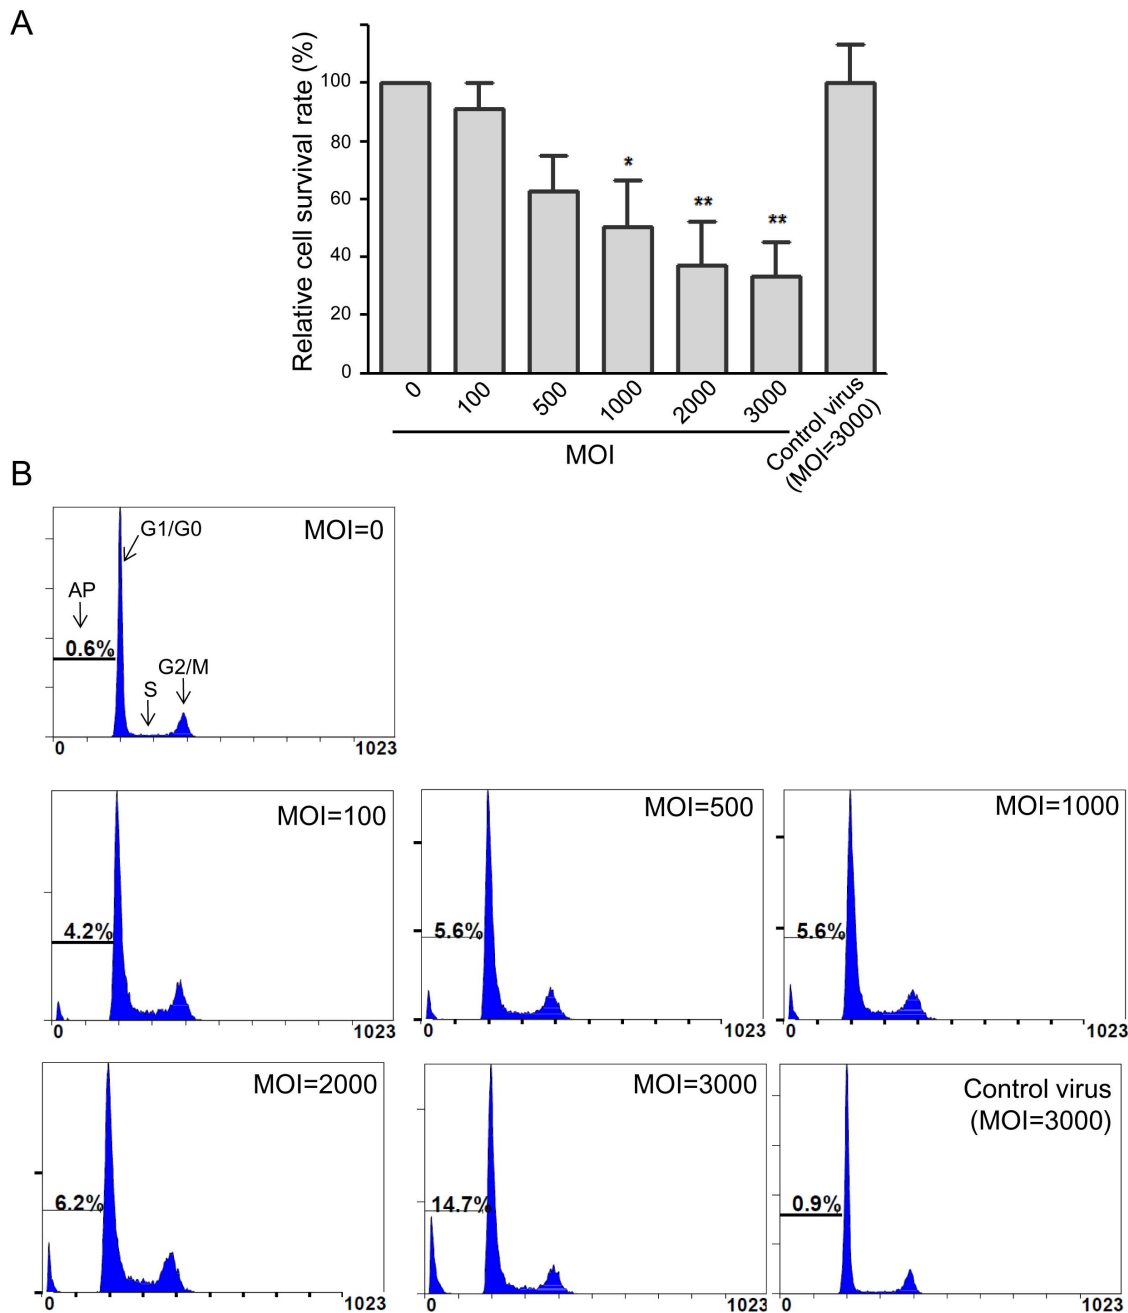 A
Relative cell survival rate (%)
100
80
60
40
20
0
*
**
**
0
100
500
1000
2000
3000
Control virus
(MOI=3000)
MOI
B
MOI=0
G1/G0
AP
0.6%
G2/M
S
0
1023
MOI=100
4.2%
0
1023
MOI=500
5.6%
0
1023
MOI=1000
5.6%
0
1023
MOI=2000
6.2%
0
1023
MOI=3000
14.7%
0
1023
Control virus
(MOI=3000)
0.9%
0
1023